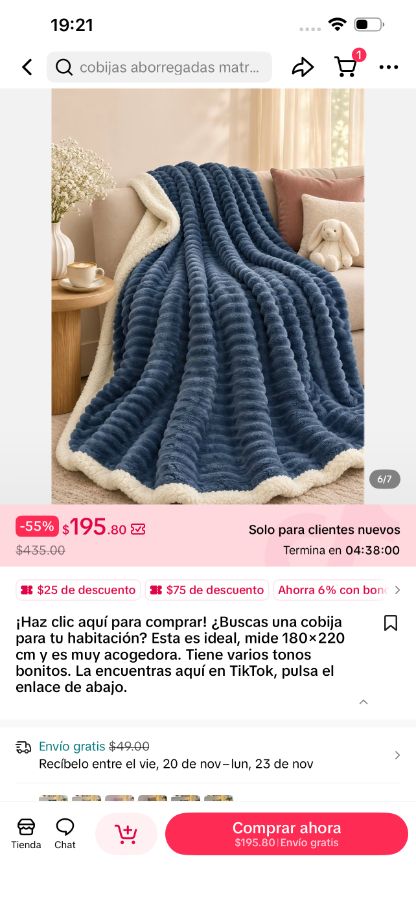 19:21
cobijas aborregadas matr...
1
6/7
-55% $195.80
Solo para clientes nuevos
$435.00
Termina en 04:38:00
$25 de descuento
$75 de descuento
Ahorra 6% con bon
¡Haz clic aquí para comprar! ¿Buscas una cobija
para tu habitación? Esta es ideal, mide 180×220
cm y es muy acogedora. Tiene varios tonos
bonitos. La encuentras aquí en TikTok, pulsa el
enlace de abajo.
Envío gratis $49.00
Recíbelo entre el vie, 20 de nov–lun, 23 de nov
Tienda
Chat
Comprar ahora
$195.80|Envío gratis